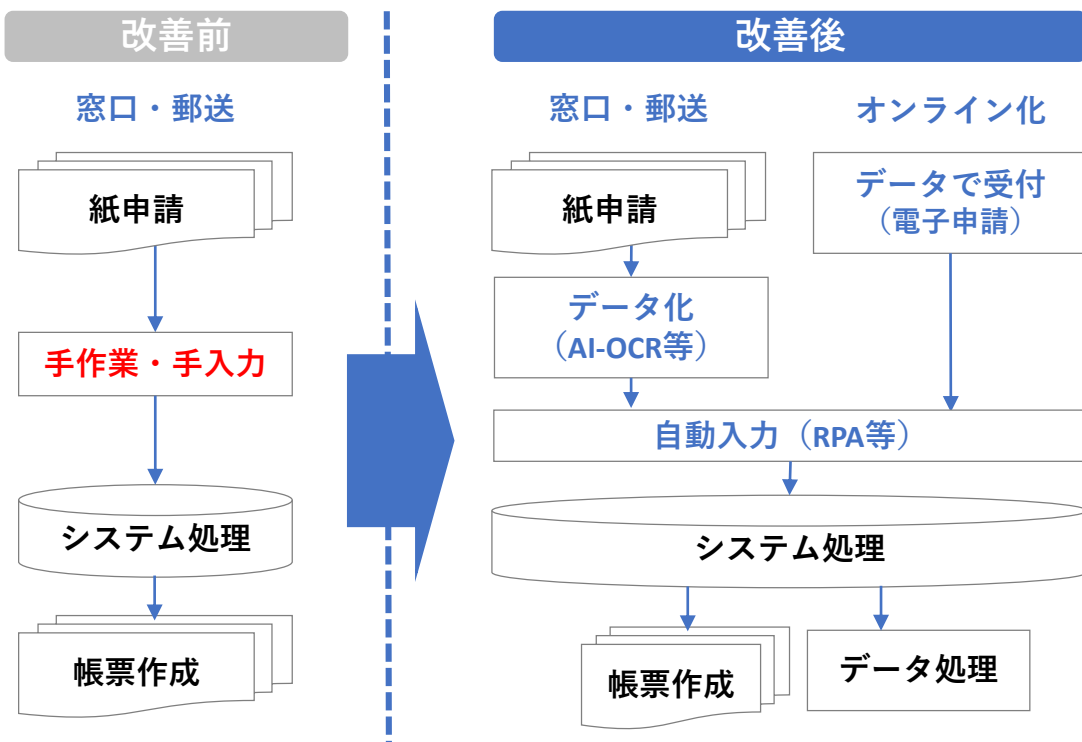 改善前
窓口・郵送
紙申請
手作業・手入力
システム処理
帳票作成
改善後
窓口・郵送
オンライン化
紙申請
データで受付
（電子申請）
データ化
（AI-OCR等）
自動入力（RPA等）
システム処理
帳票作成
データ処理